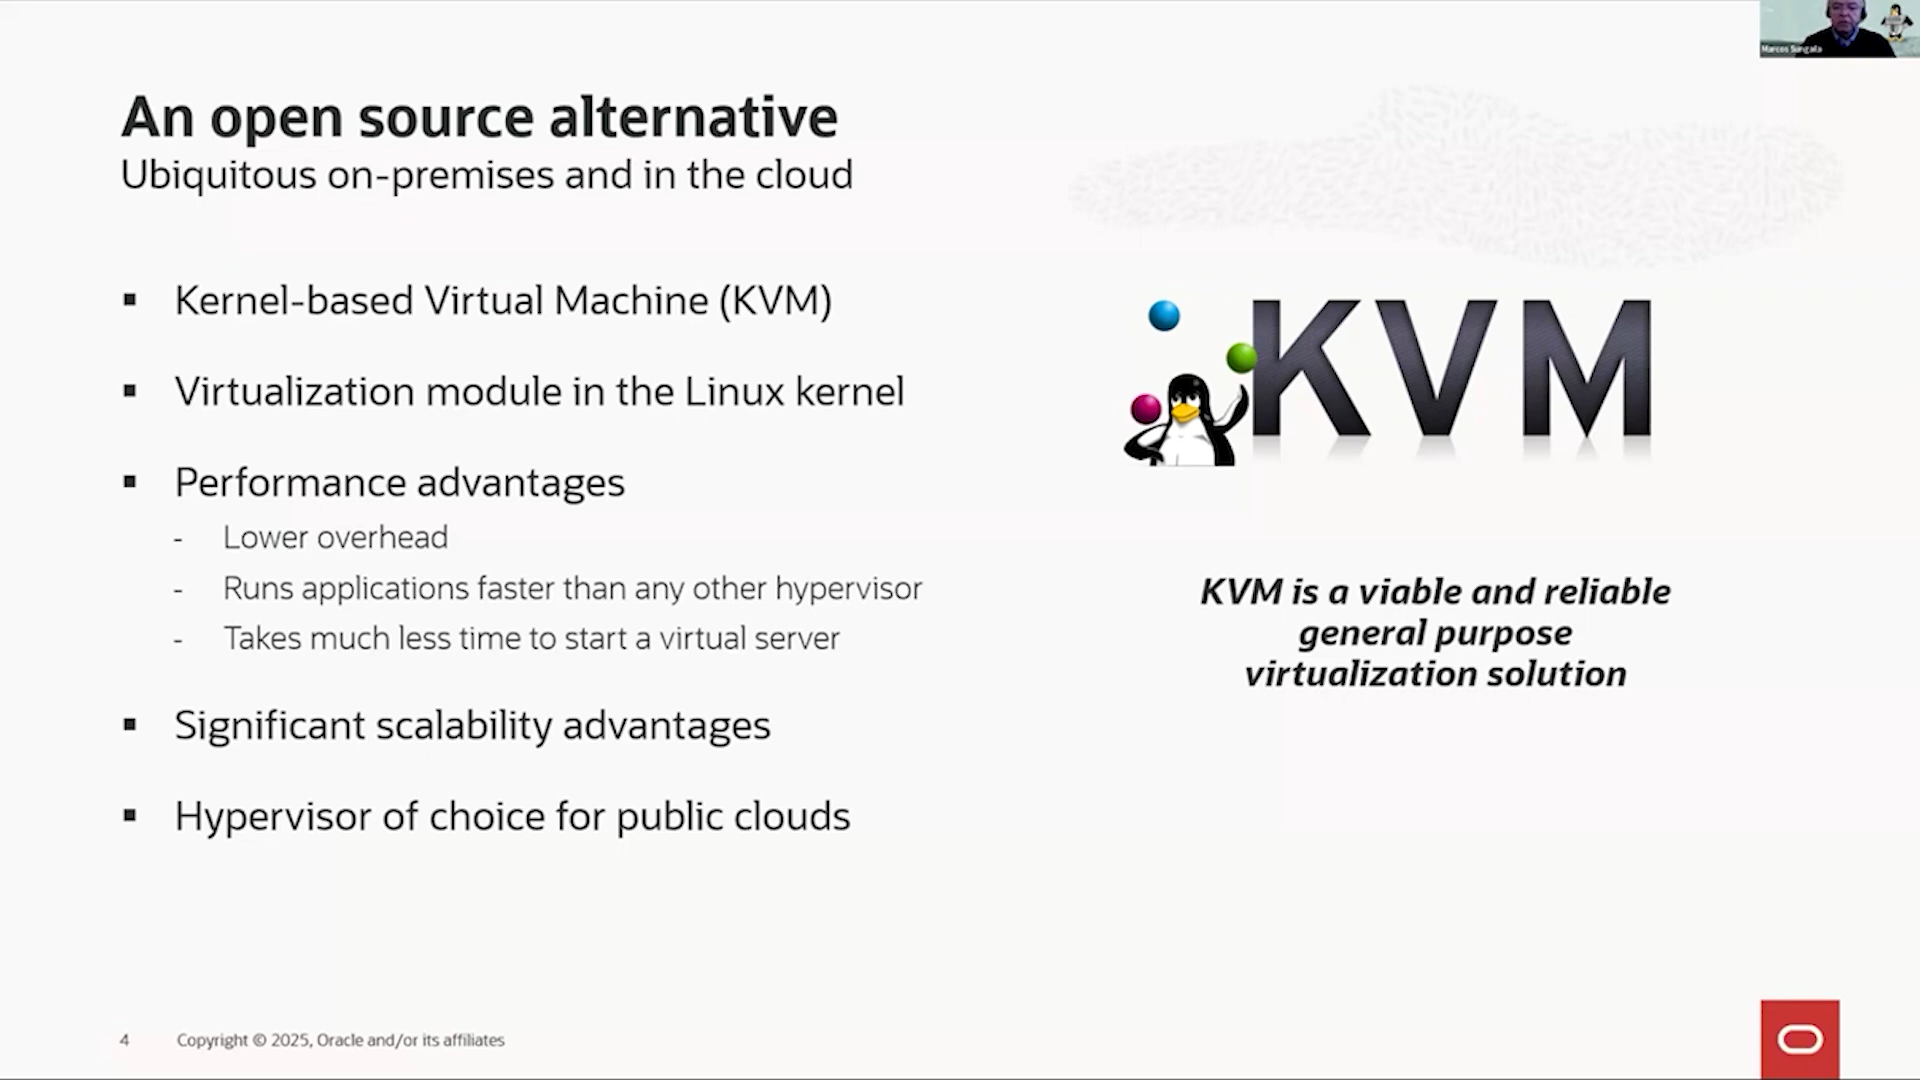 Marcos Sungaila
An open source alternative
Ubiquitous on-premises and in the cloud
Kernel-based Virtual Machine (KVM)
Virtualization module in the Linux kernel
Performance advantages
- Lower overhead
- Runs applications faster than any other hypervisor
- Takes much less time to start a virtual server
Significant scalability advantages
Hypervisor of choice for public clouds
KVM
KVM is a viable and reliable
general purpose
virtualization solution
4
Copyright © 2025, Oracle and/or its affiliates